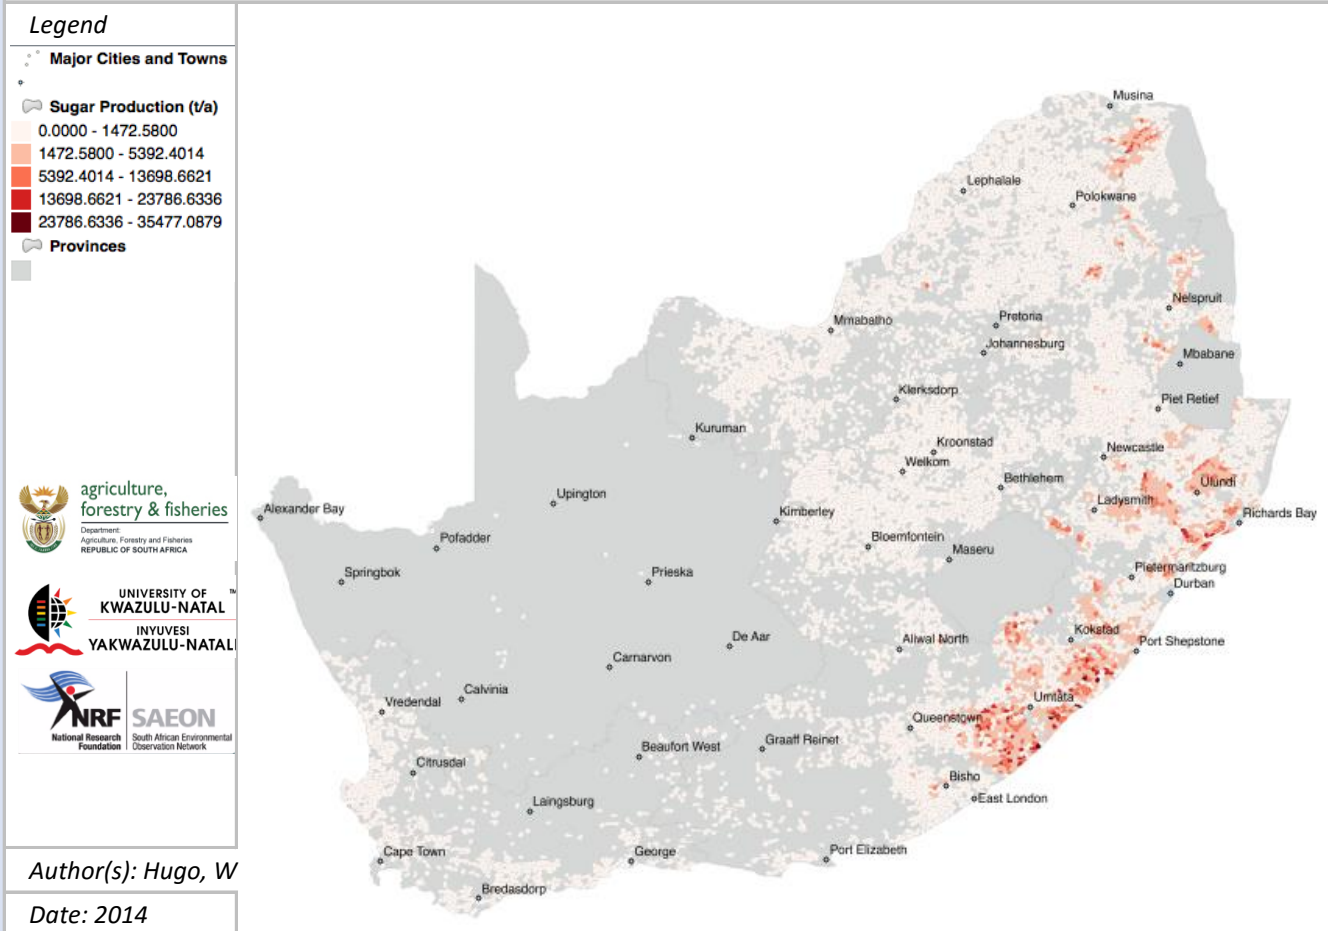 Legend
Major Cities and Towns
Sugar Production (t/a)
0.0000 - 1472.5800
1472.5800 - 5392.4014
5392.4014 - 13698.6621
13698.6621 - 23786.6336
23786.6336 - 35477.0879
Provinces
agriculture,
forestry & fisheries
Department:
Agriculture, Forestry and Fisheries
REPUBLIC OF SOUTH AFRICA
UNIVERSITY OF
TM
KWAZULU-NATAL
INYUVESI
YAKWAZULU-NATALI
NRF
SAEON
National Research
Foundation
South African Environmental
Observation Network
Author(s): Hugo, W
Date: 2014
Musina
Lephalale
Polokwane
Nelspruit
Mmabatho
Pretoria
Johannesburg
Mbabane
Klerksdorp
Piet Retief
Kuruman
Kroonstad
Newcastle
Welkom
Bethlehem
Ulundi
Upington
Ladysmith
Alexander Bay
Kimberley
Richards Bay
Pofadder
Bloemfontein
Maseru
Springbok
Prieska
Pietermaritzburg
Durban
De Aar
Aliwal North
Kokstad
Port Shepstone
Carnarvon
Calvinia
Vredendal
Umtata
Queenstown
Beaufort West
Graaff Reinet
Citrusdal
Bisho
Laingsburg
East London
Cape Town
George
Port Elizabeth
Bredasdorp